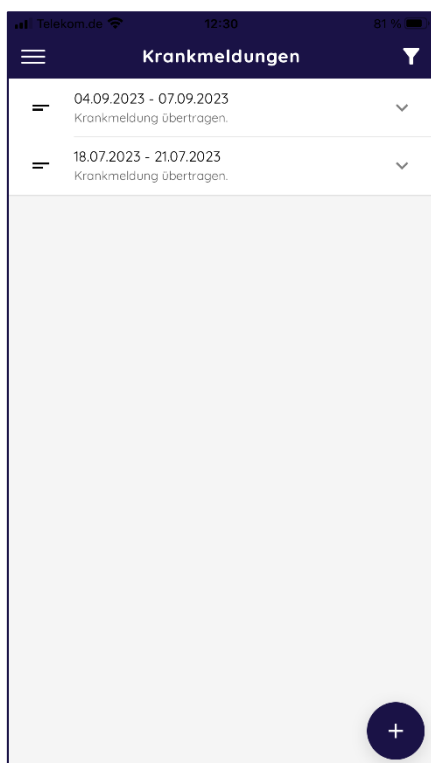 Telekom.de 12:30 81 %
Krankmeldungen
04.09.2023 - 07.09.2023
Krankmeldung übertragen.
18.07.2023 - 21.07.2023
Krankmeldung übertragen.